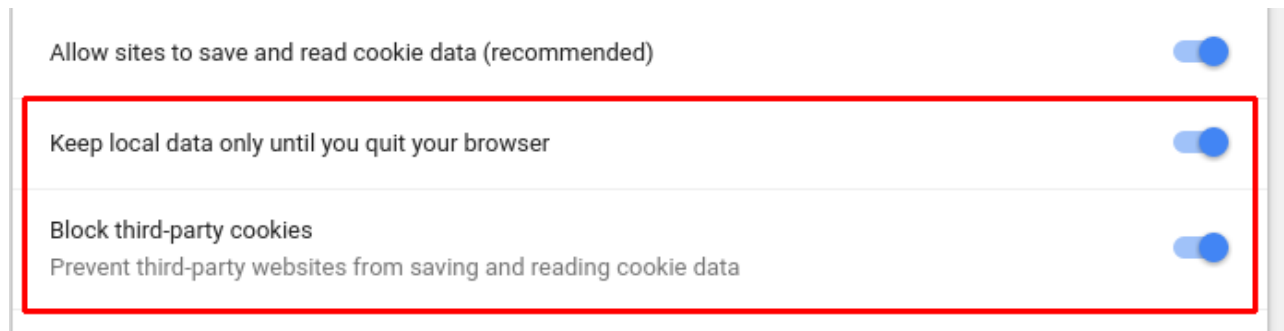 Allow sites to save and read cookie data (recommended)
Keep local data only until you quit your browser
Block third-party cookies
Prevent third-party websites from saving and reading cookie data